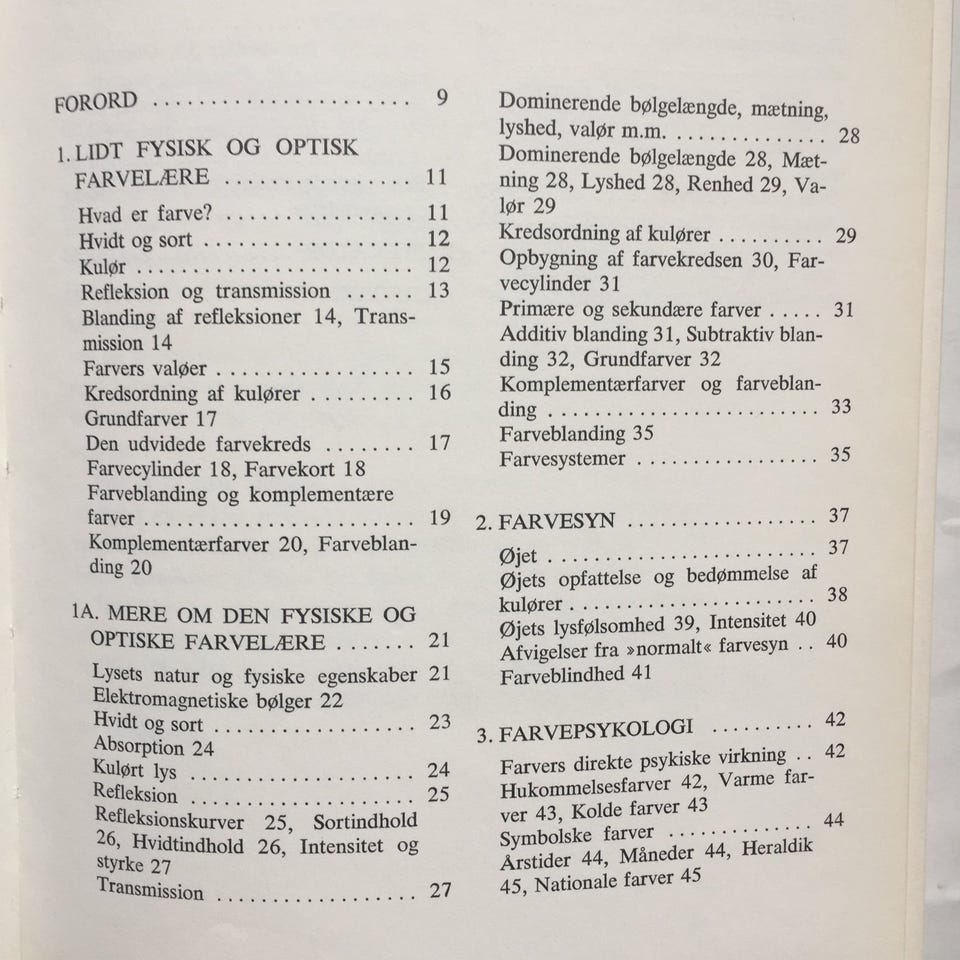 FORORD ....................... 9
1. LIDT FYSISK OG OPTISK
FARVELÆRE ................ 11
Hvad er farve? ................ 11
Hvidt og sort .................. 12
Kulør ........................ 12
Refleksion og transmission ...... 13
Blanding af refleksioner 14, Trans-
mission 14
Farvers valøer ................. 15
Kredsordning af kulører ......... 16
Grundfarver 17
Den udvidede farvekreds ........ 17
Farvecylinder 18, Farvekort 18
Farveblanding og komplementære
farver ........................ 19
Komplementærfarver 20, Farveblan-
ding 20
1A. MERE OM DEN FYSISKE OG
OPTISKE FARVELÆRE ....... 21
Lysets natur og fysiske egenskaber 21
Elektromagnetiske bølger 22
Hvidt og sort .................. 23
Absorption 24
Kulørt lys .................... 24
Refleksion .................... 25
Refleksionskurver 25, Sortindhold
26, Hvidtindhold 26, Intensitet og
styrke 27
Transmission .................. 27
Dominerende bølgelængde, mætning,
lyshed, valør m.m. .............. 28
Dominerende bølgelængde 28, Mæt-
ning 28, Lyshed 28, Renhed 29, Va-
lør 29
Kredsordning af kulører .......... 29
Opbygning af farvekredsen 30, Far-
vecylinder 31
Primære og sekundære farver ..... 31
Additiv blanding 31, Subtraktiv blan-
ding 32, Grundfarver 32
Komplementærfarver og farveblan-
ding ........................ 33
Farveblanding 35
Farvesystemer ................ 35
2. FARVESYN .................. 37
Øjet ........................ 37
Øjets opfattelse og bedømmelse af
kulører ...................... 38
Øjets lysfølsomhed 39, Intensitet 40
Afvigelser fra »normalt« farvesyn .. 40
Farveblindhed 41
3. FARVEPSYKOLOGI ......... 42
Farvers direkte psykiske virkning .. 42
Hukommelsesfarver 42, Varme far-
ver 43, Kolde farver 43
Symbolske farver .............. 44
Årstider 44, Måneder 44, Heraldik
45, Nationale farver 45